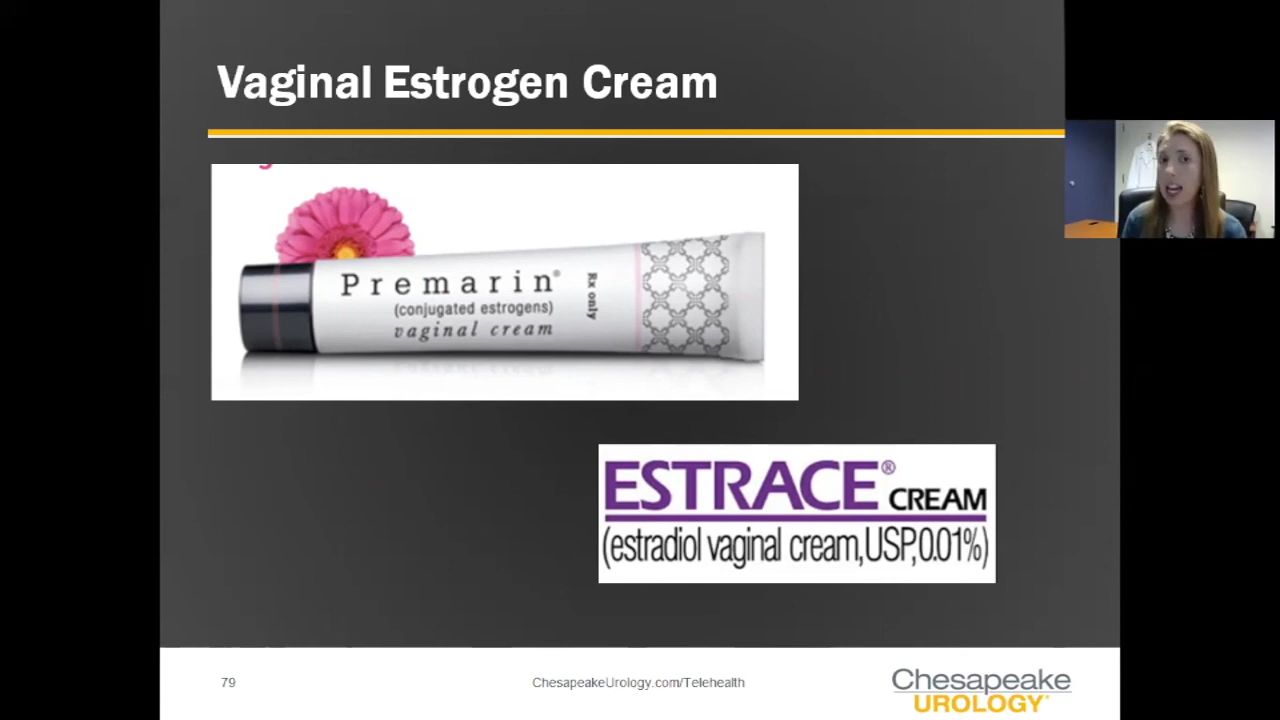 Vaginal Estrogen Cream
Premarin®
(conjugated estrogens)
vaginal cream
Rx only
ESTRACE® CREAM
(estradiol vaginal cream,USP,0.01%)
79
ChesapeakeUrology.com/Telehealth
Chesapeake
UROLOGY®